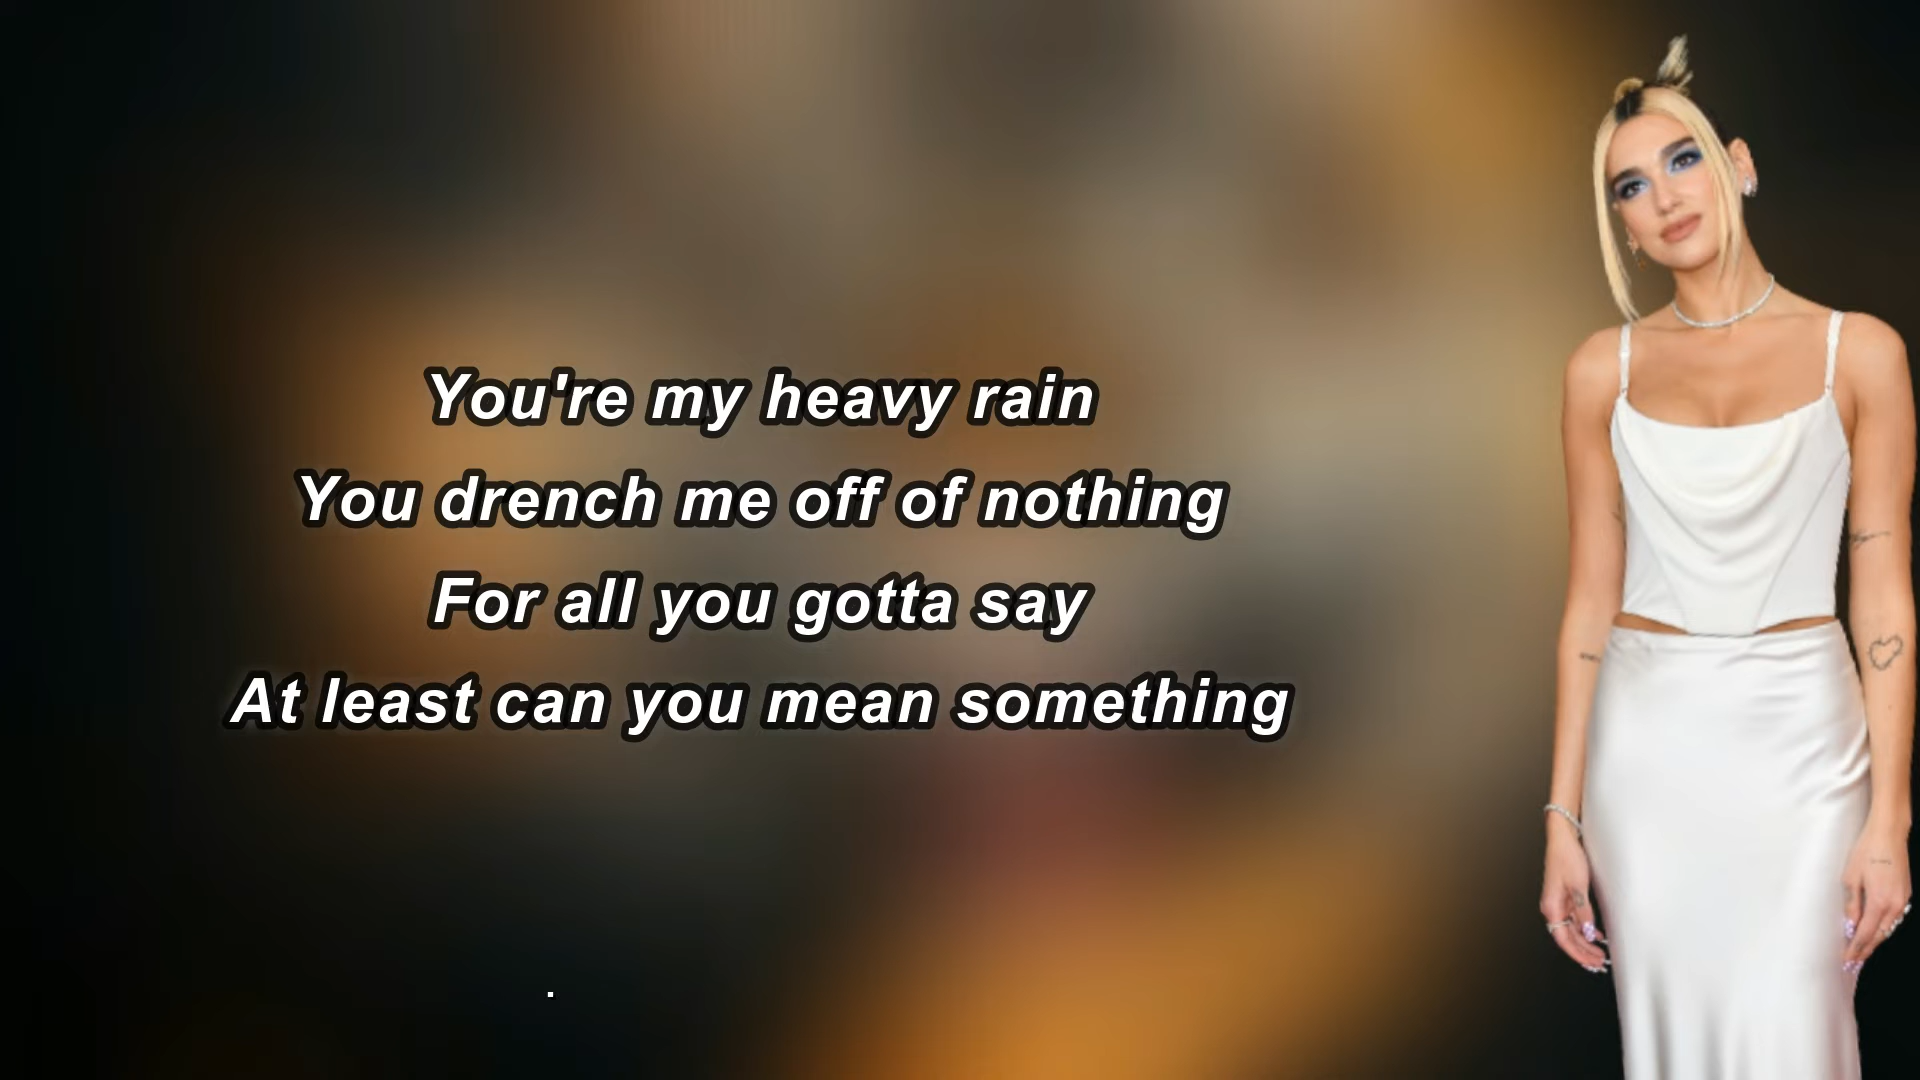 You're my heavy rain
You drench me off of nothing
For all you gotta say
At least can you mean something
.